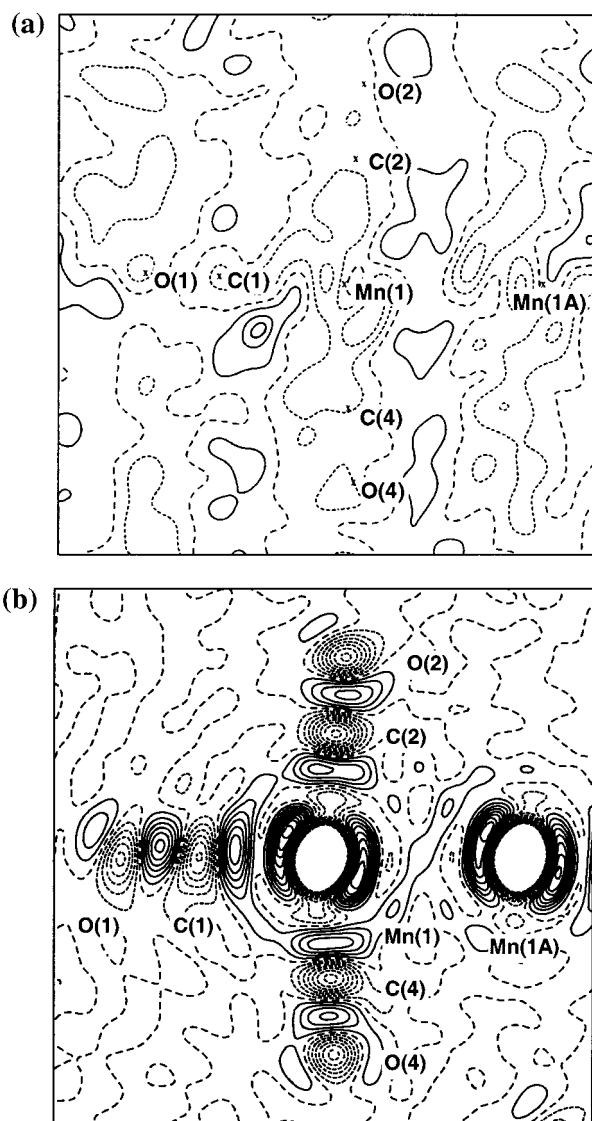 (a)
O(2)
C(2)
O(1) C(1) Mn(1) Mn(1A)
C(4)
O(4)
(b)
O(2)
C(2)
O(1) C(1) Mn(1) Mn(1A)
C(4)
O(4)